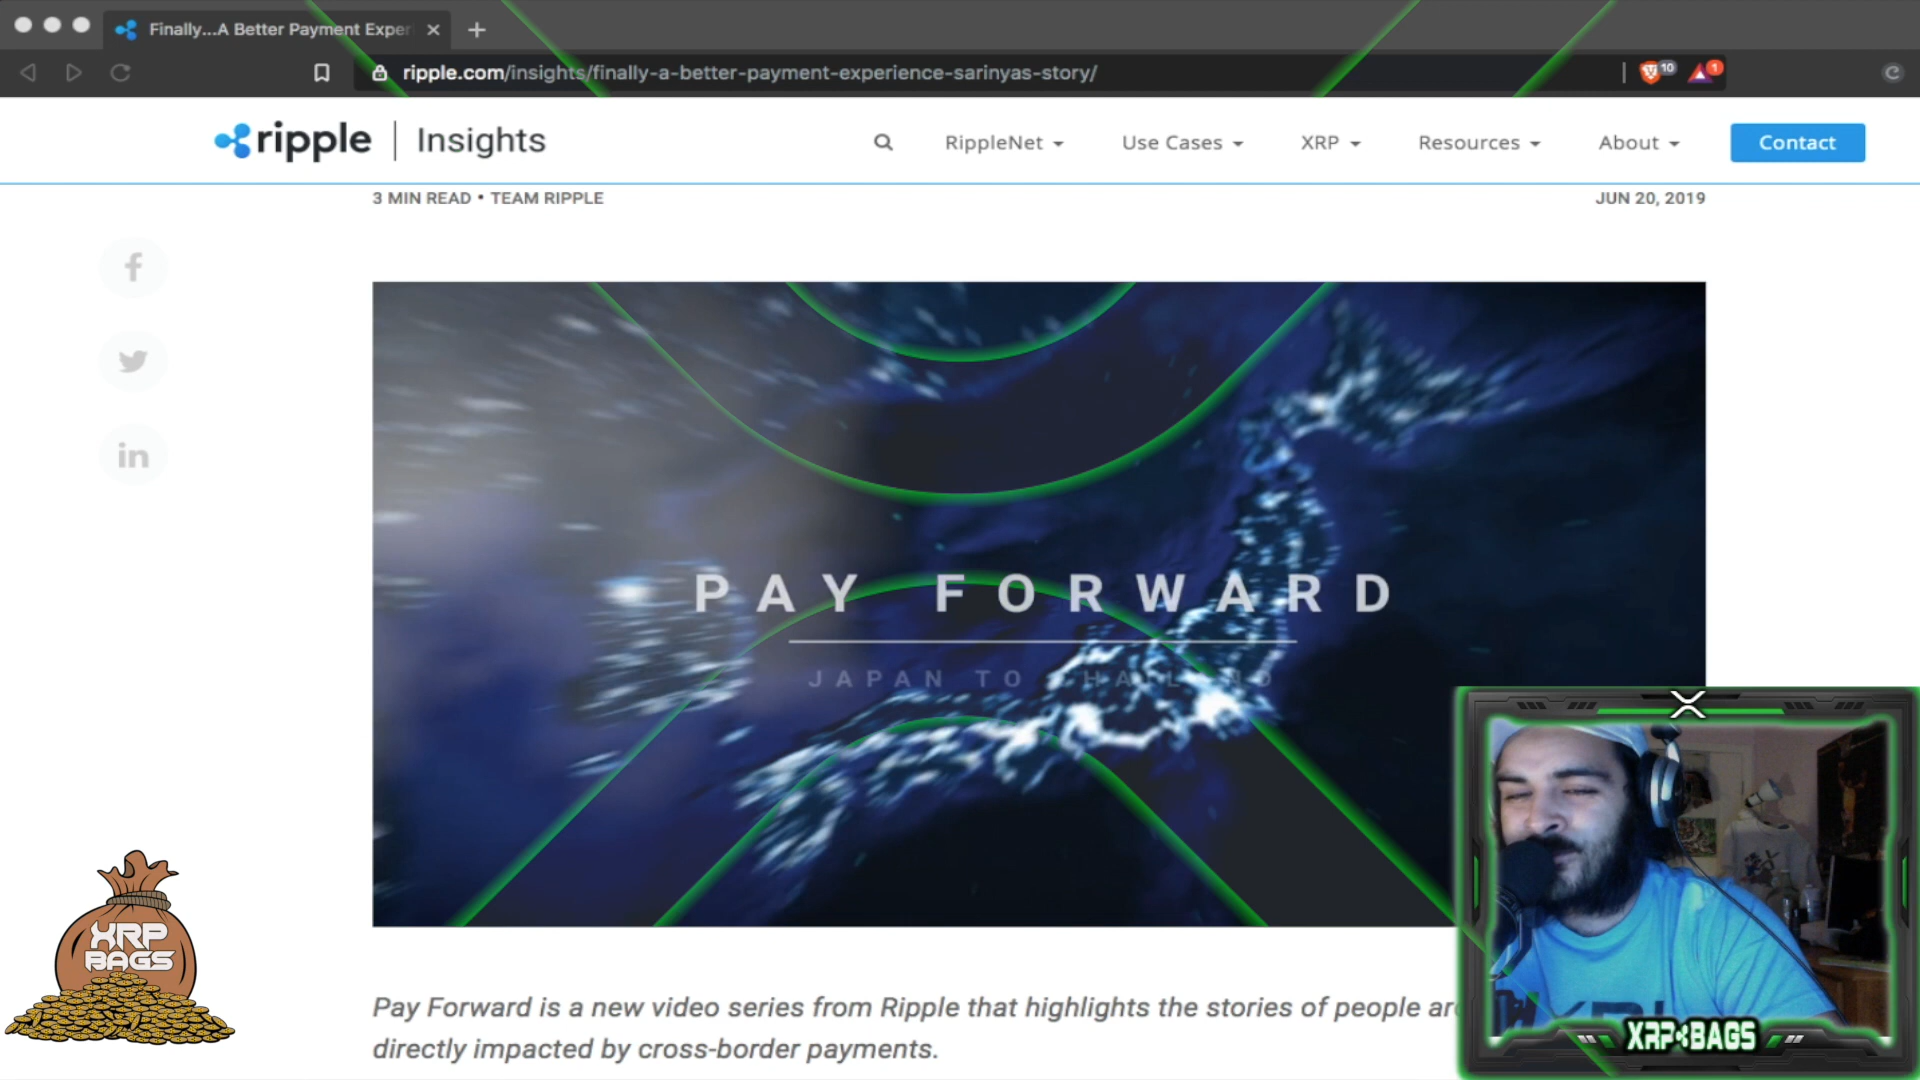 Finally...A Better Payment Exper
ripple.com/insights/finally-a-better-payment-experience-sarinyas-story/
10
1
ripple | Insights
RippleNet
Use Cases
XRP
Resources
About
Contact
3 MIN READ • TEAM RIPPLE
JUN 20, 2019
f
in
PAY FORWARD
JAPAN TO THAILAND
XRP
BAGS
Pay Forward is a new video series from Ripple that highlights the stories of people
directly impacted by cross-border payments.
XRP BAGS